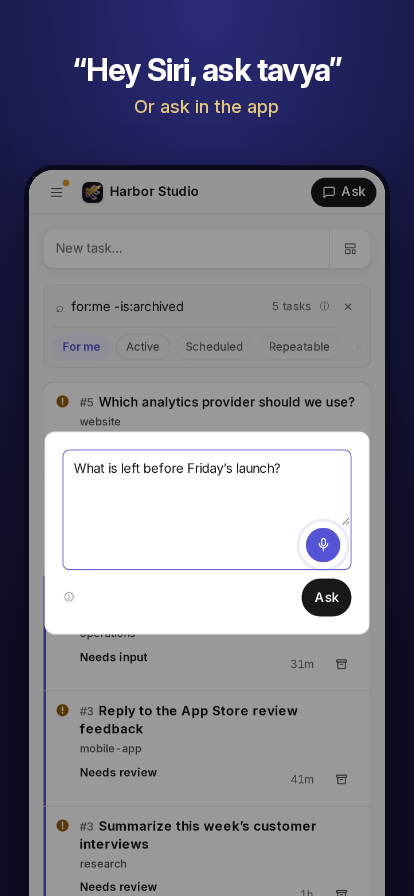 “Hey Siri, ask tavya”
Or ask in the app
Harbor Studio
Ask
New task...
for:me -is:archived
5 tasks
For me
Active
Scheduled
Repeatable
#5 Which analytics provider should we use?
website
What is left before Friday’s launch?
Ask
operations
Needs input
31m
#3 Reply to the App Store review
feedback
mobile-app
Needs review
41m
#3 Summarize this week’s customer
interviews
research
Needs review
1h